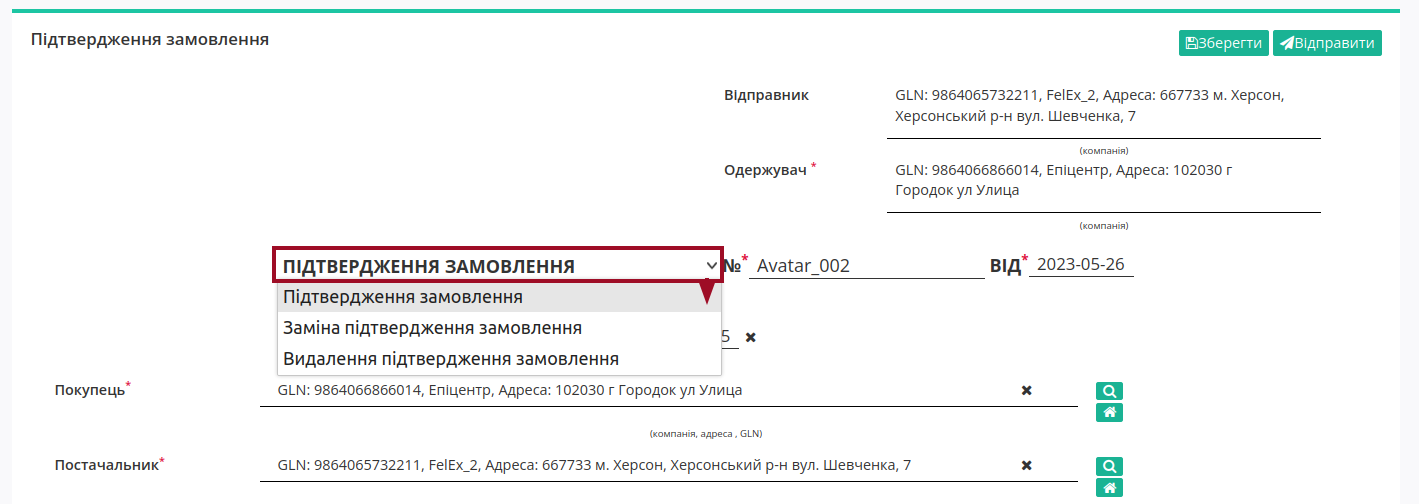 Підтвердження замовлення
Зберегти Відправити
Відправник GLN: 9864065732211, FelEx_2, Адреса: 667733 м. Херсон,
Херсонський р-н вул. Шевченка, 7
(компанія)
Одержувач * GLN: 9864066866014, Епіцентр, Адреса: 102030 г
Городок ул Улица
(компанія)
ПІДТВЕРДЖЕННЯ ЗАМОВЛЕННЯ №* Avatar_002 ВІД* 2023-05-26
Підтвердження замовлення
Заміна підтвердження замовлення
5 ✖
Видалення підтвердження замовлення
Покупець* GLN: 9864066866014, Епіцентр, Адреса: 102030 г Городок ул Улица ✖
(компанія, адреса , GLN)
Постачальник* GLN: 9864065732211, FelEx_2, Адреса: 667733 м. Херсон, Херсонський р-н вул. Шевченка, 7 ✖